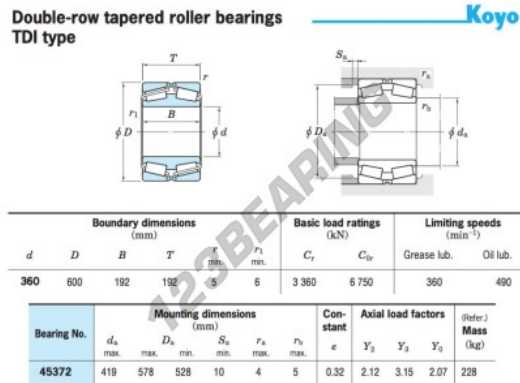 Double-row tapered roller bearings
TDI type
Koyo
T
r
r1
B
φ D
φ d
Sa
ra
rb
φ Da
φ da
123BEARING
Boundary dimensions
(mm)
Basic load ratings
(kN)
Limiting speeds
(min-1)
d D B T r min. r1 min. Cr C0r Grease lub. Oil lub.
360 600 192 192 5 6 3 360 6 750 360 490
Bearing No.
Mounting dimensions
(mm)
Con-
stant
Axial load factors
(Refer.)
Mass
(kg)
da max. Da max. min. Sa min. ra max. rb max. e Y2 Y3 Y0
45372 419 578 528 10 4 5 0.32 2.12 3.15 2.07 228